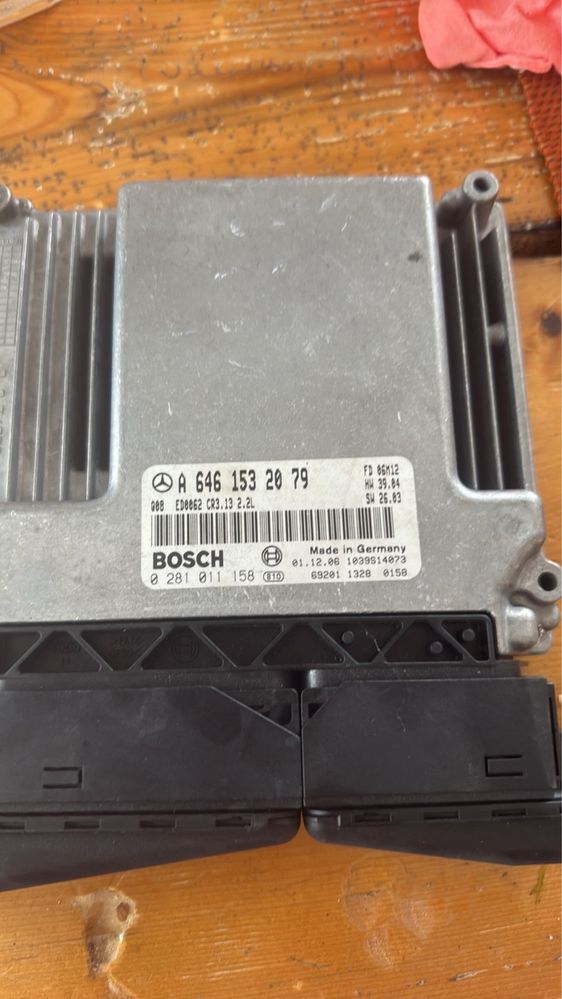 A 646 153 20 79
FD 06M12
Q08 ED0062 CR3.13 2.2L
HW 39.04
SW 26.03
BOSCH
Made in Germany
01.12.06 1039S14073
0 281 011 158 810
69201 1328 0158